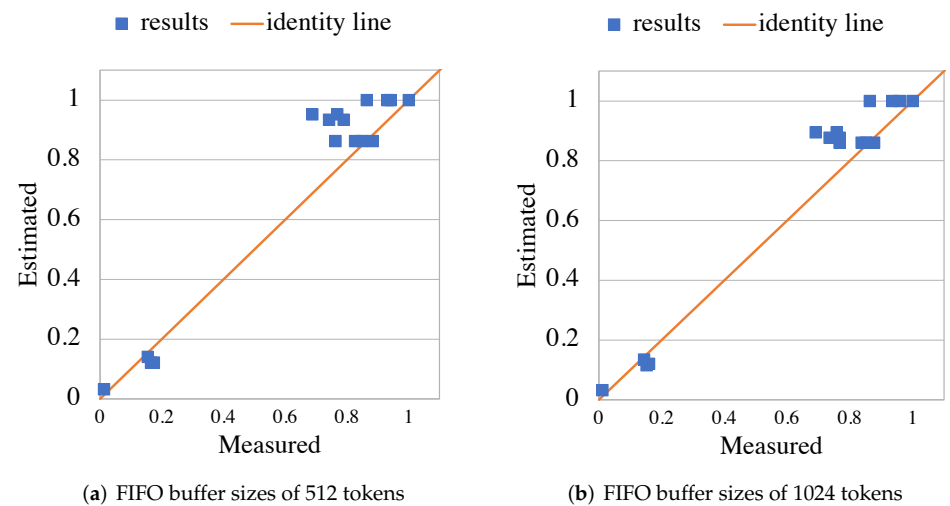 results identity line
1
0.8
0.6
0.4
0.2
0
Estimated
0 0.2 0.4 0.6 0.8 1
Measured
(a) FIFO buffer sizes of 512 tokens
results identity line
1
0.8
0.6
0.4
0.2
0
Estimated
0 0.2 0.4 0.6 0.8 1
Measured
(b) FIFO buffer sizes of 1024 tokens